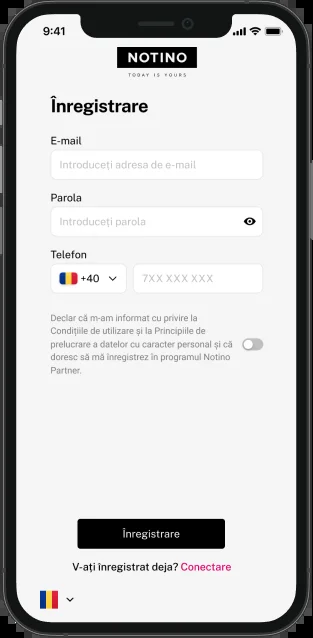 9:41
NOTINO
TODAY IS YOURS
Înregistrare
E-mail
Introduceți adresa de e-mail
Parola
Introduceți parola
Telefon
+40
7XX XXX XXX
Declar că m-am informat cu privire la
Condițiile de utilizare și la Principiile de
prelucrare a datelor cu caracter personal și că
doresc să mă înregistrez în programul Notino
Partner.
Înregistrare
V-ați înregistrat deja? Conectare